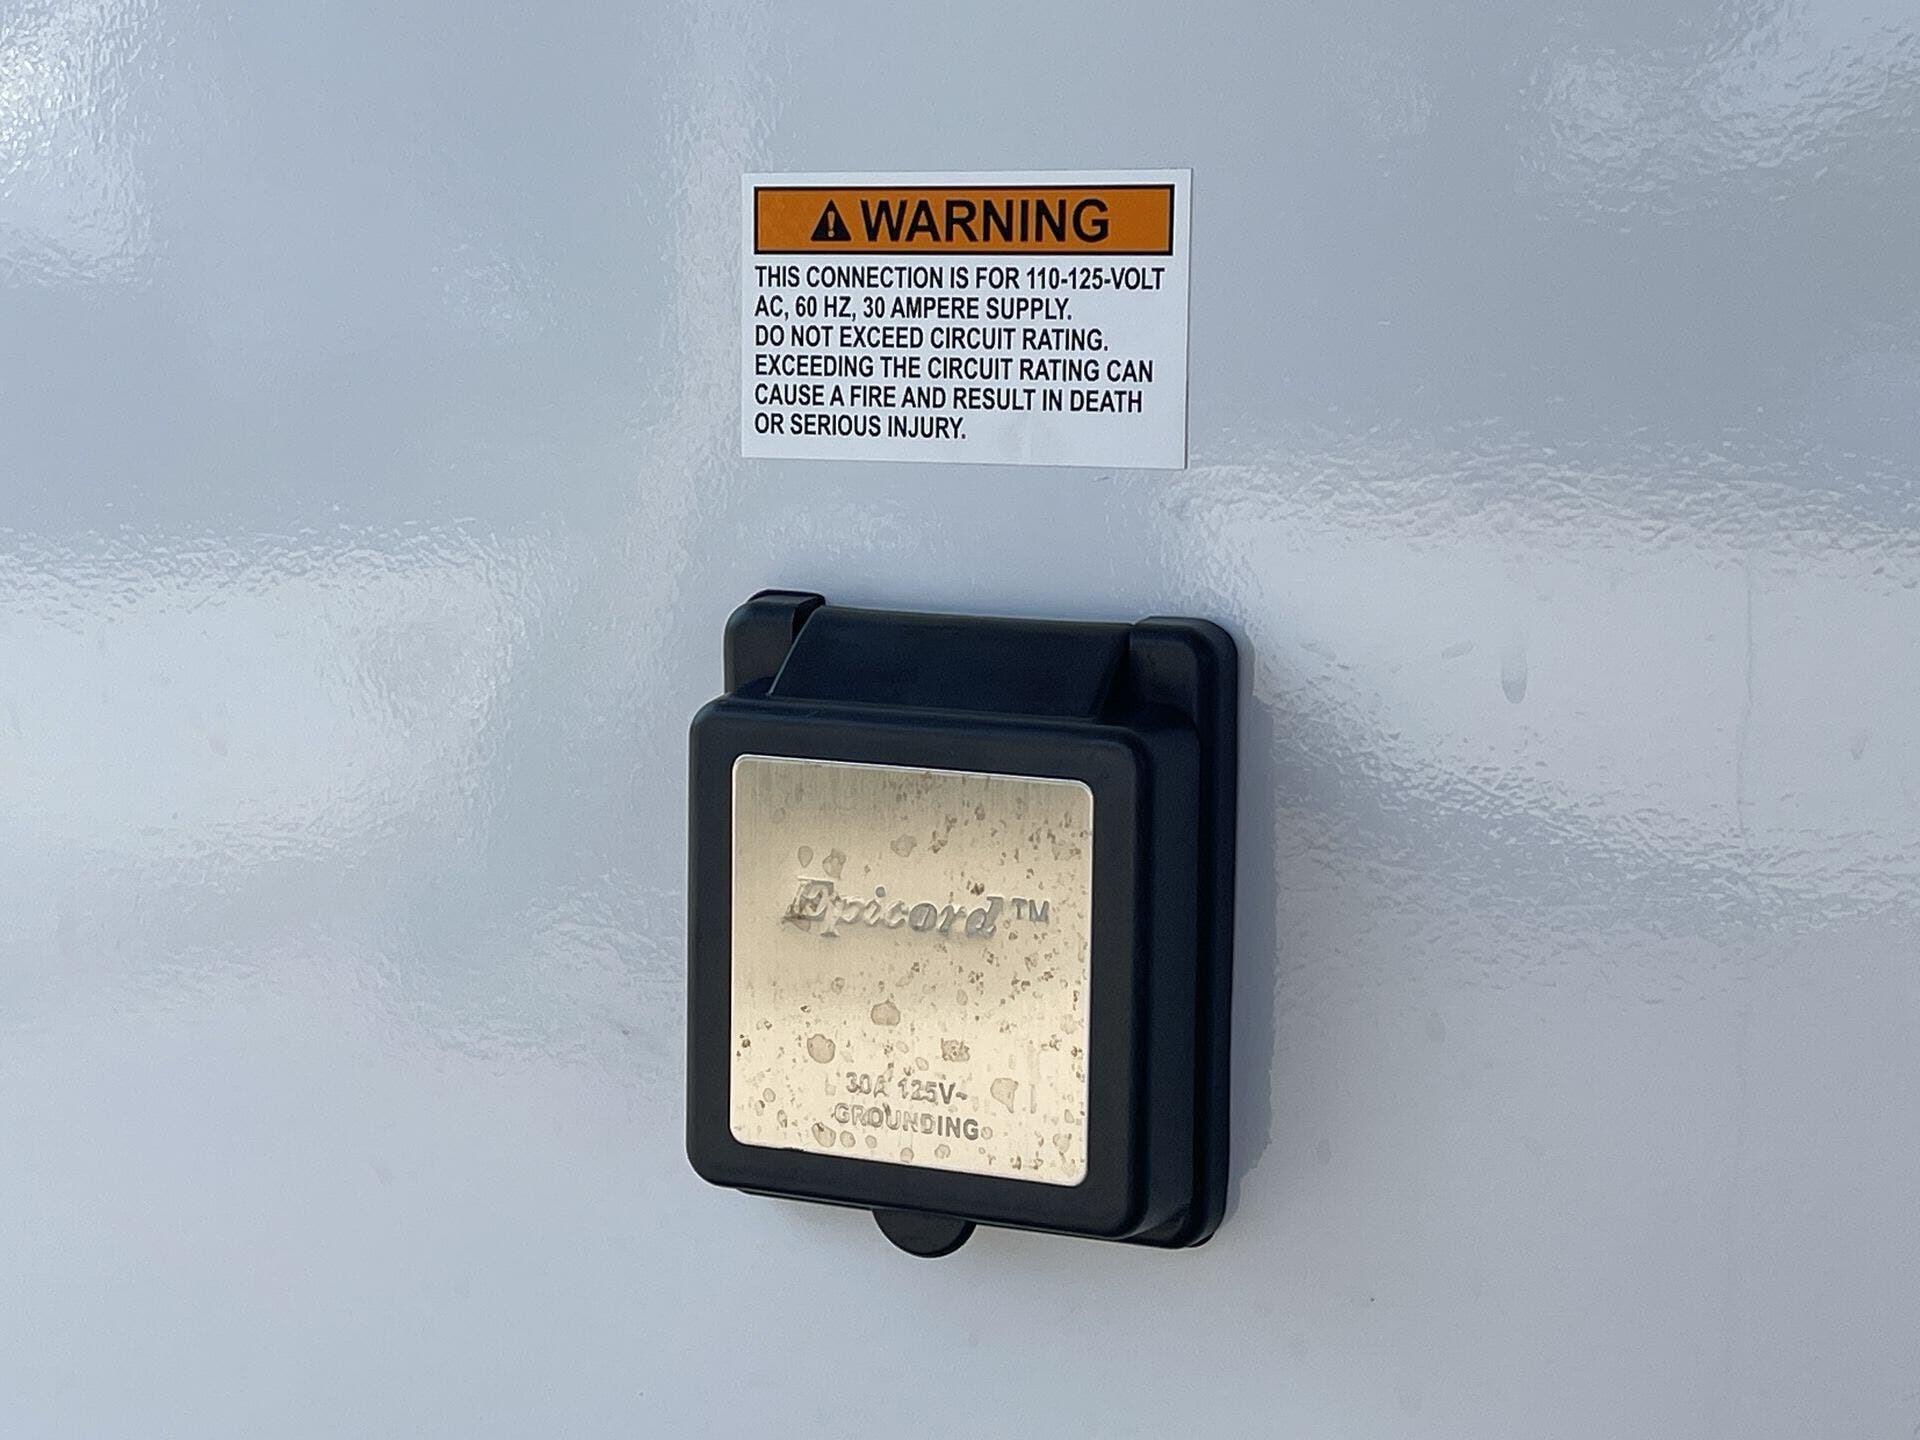 WARNING
THIS CONNECTION IS FOR 110-125-VOLT
AC, 60 HZ, 30 AMPERE SUPPLY.
DO NOT EXCEED CIRCUIT RATING.
EXCEEDING THE CIRCUIT RATING CAN
CAUSE A FIRE AND RESULT IN DEATH
OR SERIOUS INJURY.
Epicord™
30A 125V~
GROUNDING